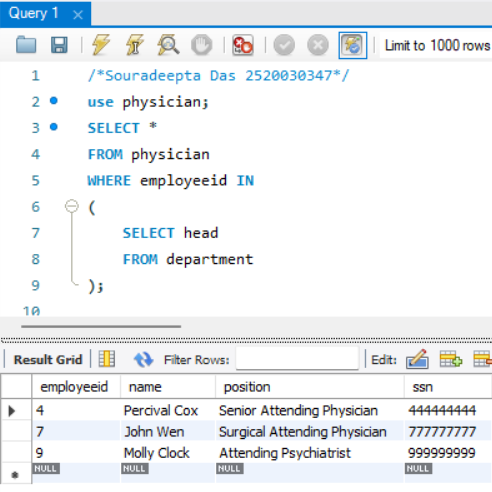 Query 1
Limit to 1000 rows
1 /*Souradeepta Das 2520030347*/
2 use physician;
3 SELECT *
4 FROM physician
5 WHERE employeeid IN
6 (
7 SELECT head
8 FROM department
9 );
10
Result Grid Filter Rows: Edit:
employeeid name position ssn
4 Percival Cox Senior Attending Physician 444444444
7 John Wen Surgical Attending Physician 777777777
9 Molly Clock Attending Psychiatrist 999999999
NULL NULL NULL NULL